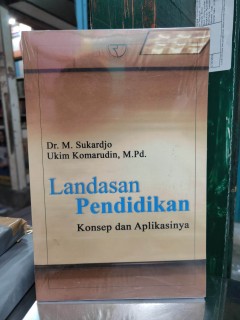 Dr. M. Sukardjo
Ukim Komarudin, M.Pd.
Landasan
Pendidikan
Konsep dan Aplikasinya